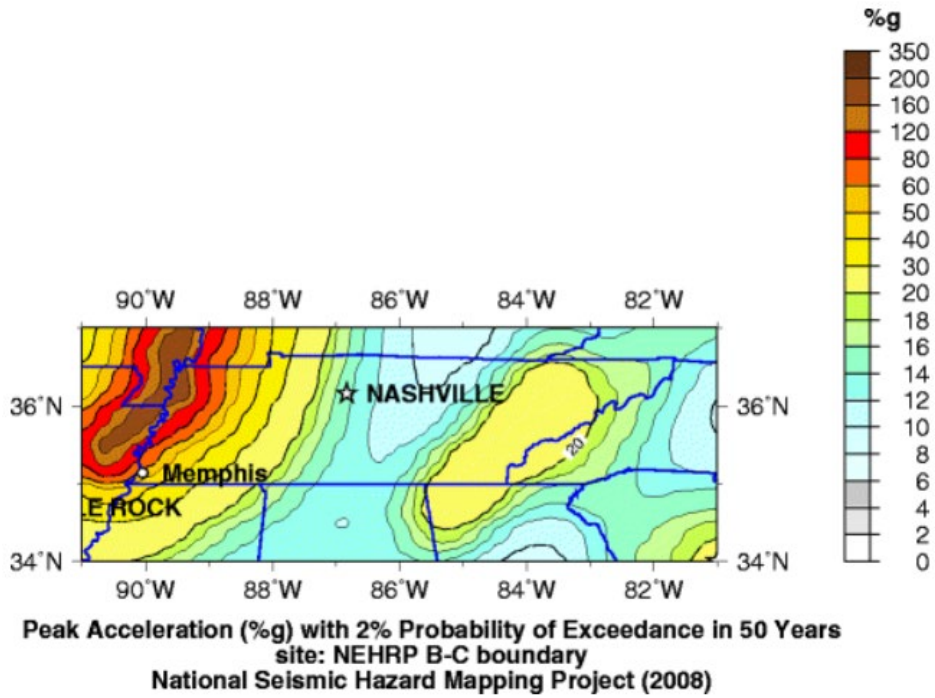 %g
350
200
160
120
80
60
50
40
30
20
18
16
14
12
10
8
6
4
2
0
90°W 88°W 86°W 84°W 82°W
36°N NASHVILLE 36°N
20
Memphis
LE ROCK
34°N 34°N
90°W 88°W 86°W 84°W 82°W
Peak Acceleration (%g) with 2% Probability of Exceedance in 50 Years
site: NEHRP B-C boundary
National Seismic Hazard Mapping Project (2008)